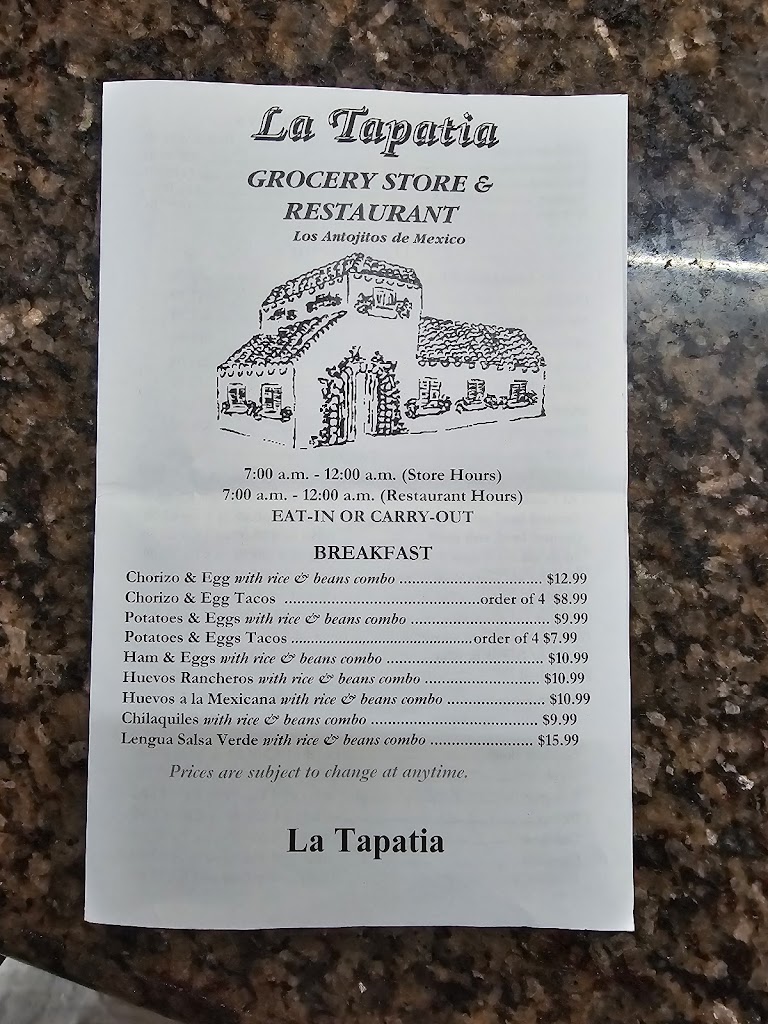 La Tapatia
GROCERY STORE &
RESTAURANT
Los Antojitos de Mexico
7:00 a.m. - 12:00 a.m. (Store Hours)
7:00 a.m. - 12:00 a.m. (Restaurant Hours)
EAT-IN OR CARRY-OUT
BREAKFAST
Chorizo & Egg with rice & beans combo ................................ $12.99
Chorizo & Egg Tacos ............................................order of 4 $8.99
Potatoes & Eggs with rice & beans combo ............................... $9.99
Potatoes & Eggs Tacos .........................................order of 4 $7.99
Ham & Eggs with rice & beans combo ................................... $10.99
Huevos Rancheros with rice & beans combo .......................... $10.99
Huevos a la Mexicana with rice & beans combo ...................... $10.99
Chilaquiles with rice & beans combo ...................................... $9.99
Lengua Salsa Verde with rice & beans combo ....................... $15.99
Prices are subject to change at anytime.
La Tapatia